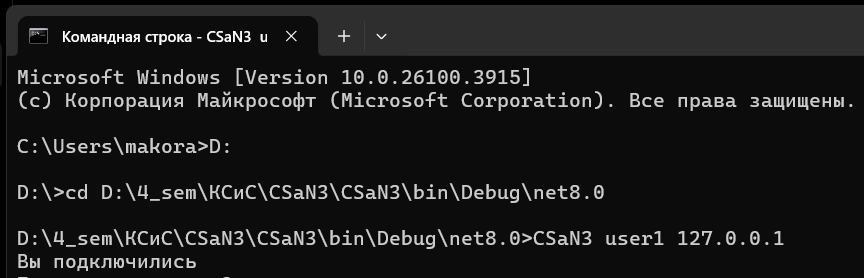 Командная строка - CSaN3 u
Microsoft Windows [Version 10.0.26100.3915]
(c) Корпорация Майкрософт (Microsoft Corporation). Все права защищены.
C:\Users\makora>D:
D:\>cd D:\4_sem\КСиС\CSaN3\CSaN3\bin\Debug\net8.0
D:\4_sem\КСиС\CSaN3\CSaN3\bin\Debug\net8.0>CSaN3 user1 127.0.0.1
Вы подключились